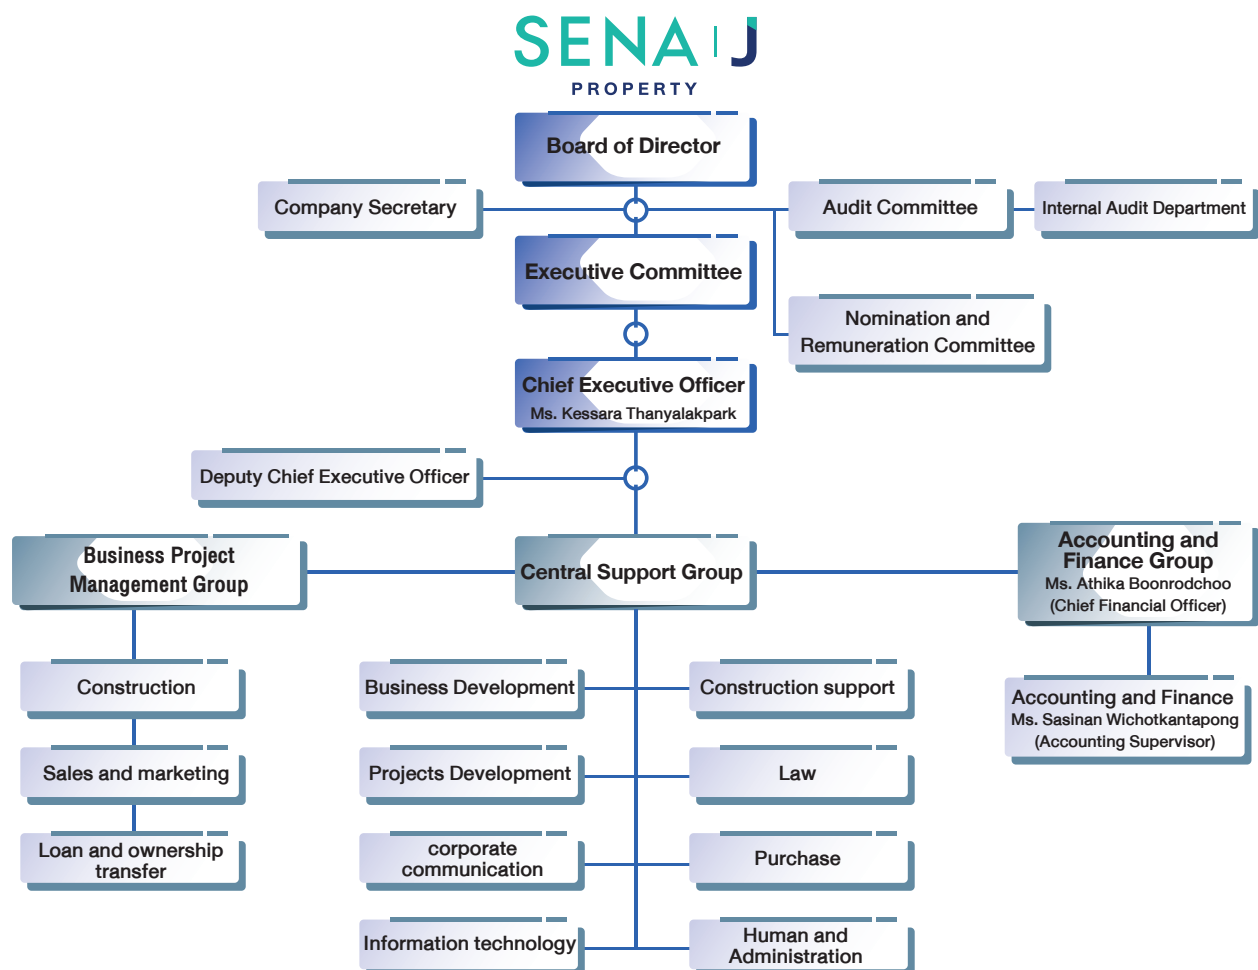 SENA J
PROPERTY
Board of Director
Company Secretary
Audit Committee
Internal Audit Department
Executive Committee
Nomination and
Remuneration Committee
Chief Executive Officer
Ms. Kessara Thanyalakpark
Deputy Chief Executive Officer
Business Project
Management Group
Central Support Group
Accounting and
Finance Group
Ms. Athika Boonrodchoo
(Chief Financial Officer)
Construction
Sales and marketing
Loan and ownership
transfer
Business Development
Construction support
Projects Development
Law
corporate
communication
Purchase
Information technology
Human and
Administration
Accounting and Finance
Ms. Sasinan Wichotkantapong
(Accounting Supervisor)